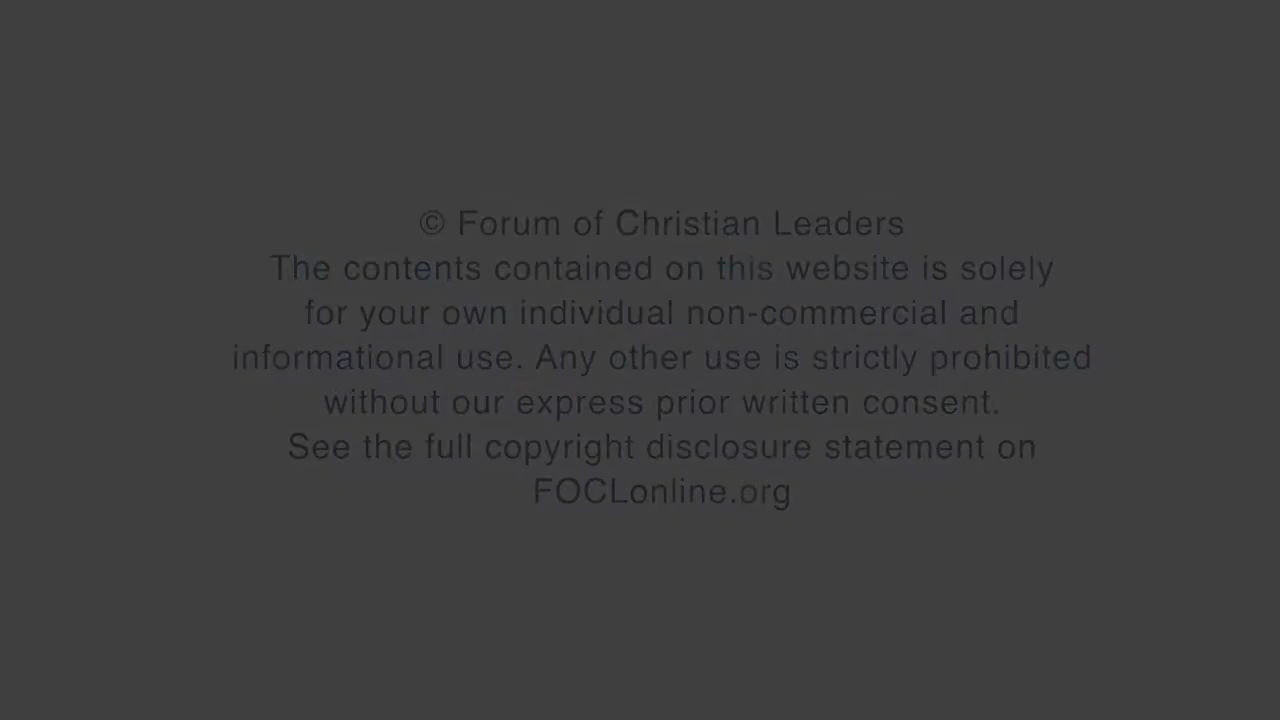 © Forum of Christian Leaders
The contents contained on this website is solely
for your own individual non-commercial and
informational use. Any other use is strictly prohibited
without our express prior written consent.
See the full copyright disclosure statement on
FOCLonline.org